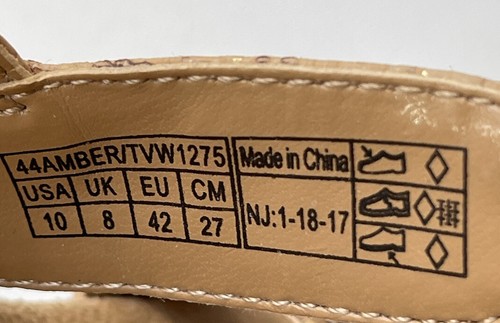 44AMBER/TVW1275
USA UK EU CM
10 8 42 27
Made in China
NJ:1-18-17